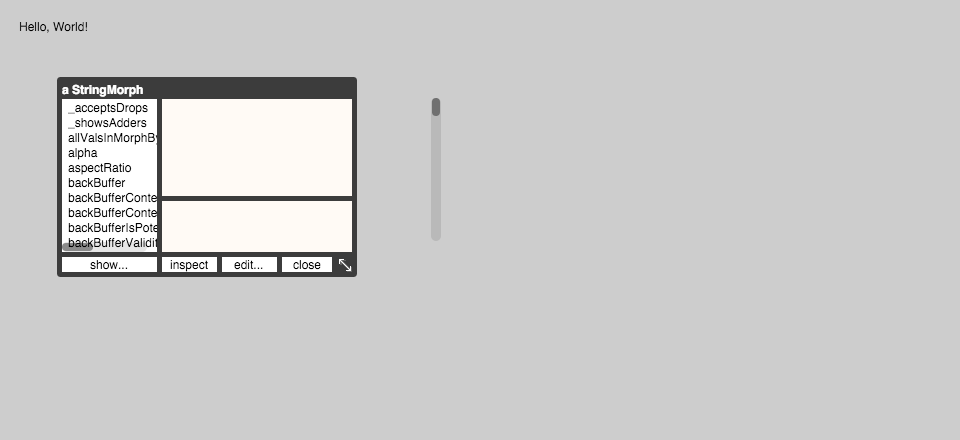 Hello, World!
a StringMorph
_acceptsDrops
_showsAdders
allValsInMorphBy
alpha
aspectRatio
backBuffer
backBufferConte
backBufferConte
backBufferIsPote
backBufferValidit
show...
inspect
edit...
close